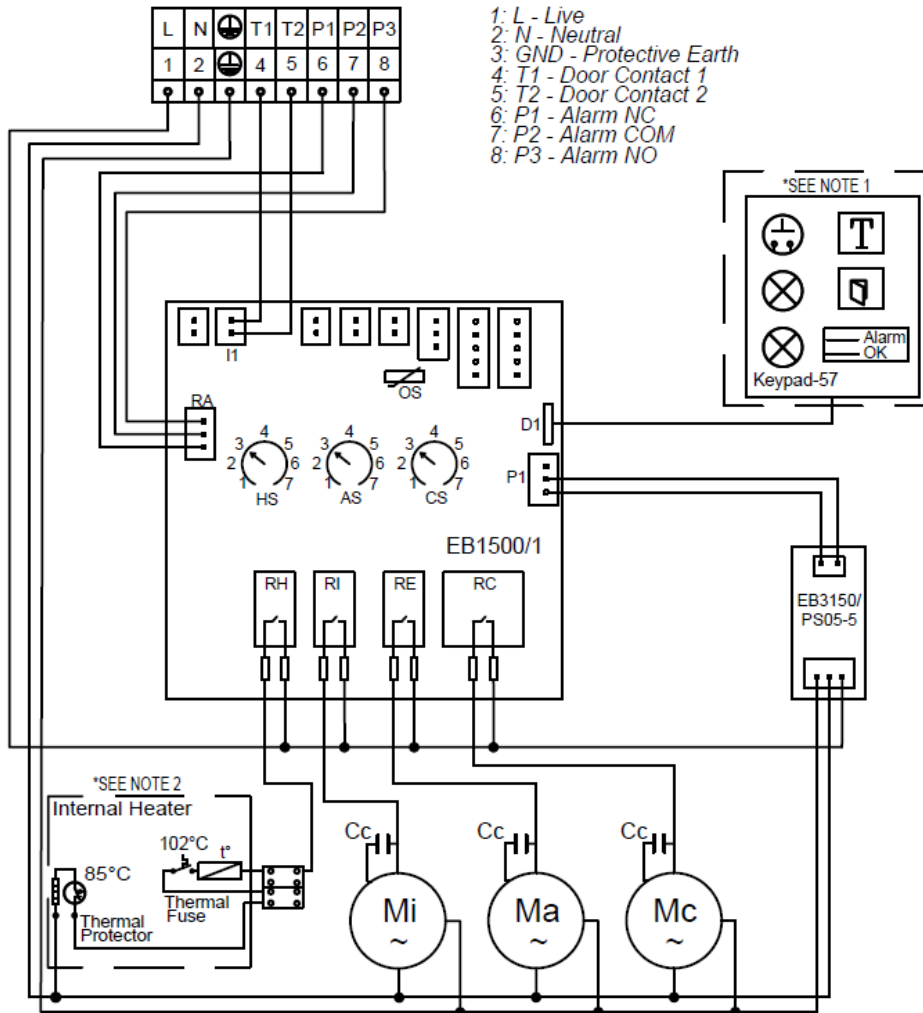 L N T1 T2 P1 P2 P3
1 2 4 5 6 7 8
1: L - Live
2: N - Neutral
3: GND - Protective Earth
4: T1 - Door Contact 1
5: T2 - Door Contact 2
6: P1 - Alarm NC
7: P2 - Alarm COM
8: P3 - Alarm NO
*SEE NOTE 1
T
Alarm
OK
Keypad-57
I1
OS
RA
D1
1 2 3 4 5 6 7
HS
1 2 3 4 5 6 7
AS
1 2 3 4 5 6 7
CS
P1
EB1500/1
RH RI RE RC
EB3150/
PS05-5
*SEE NOTE 2
Internal Heater
102°C
t°
85°C
Thermal
Fuse
Thermal
Protector
Cc Cc Cc
Mi
~
Ma
~
Mc
~